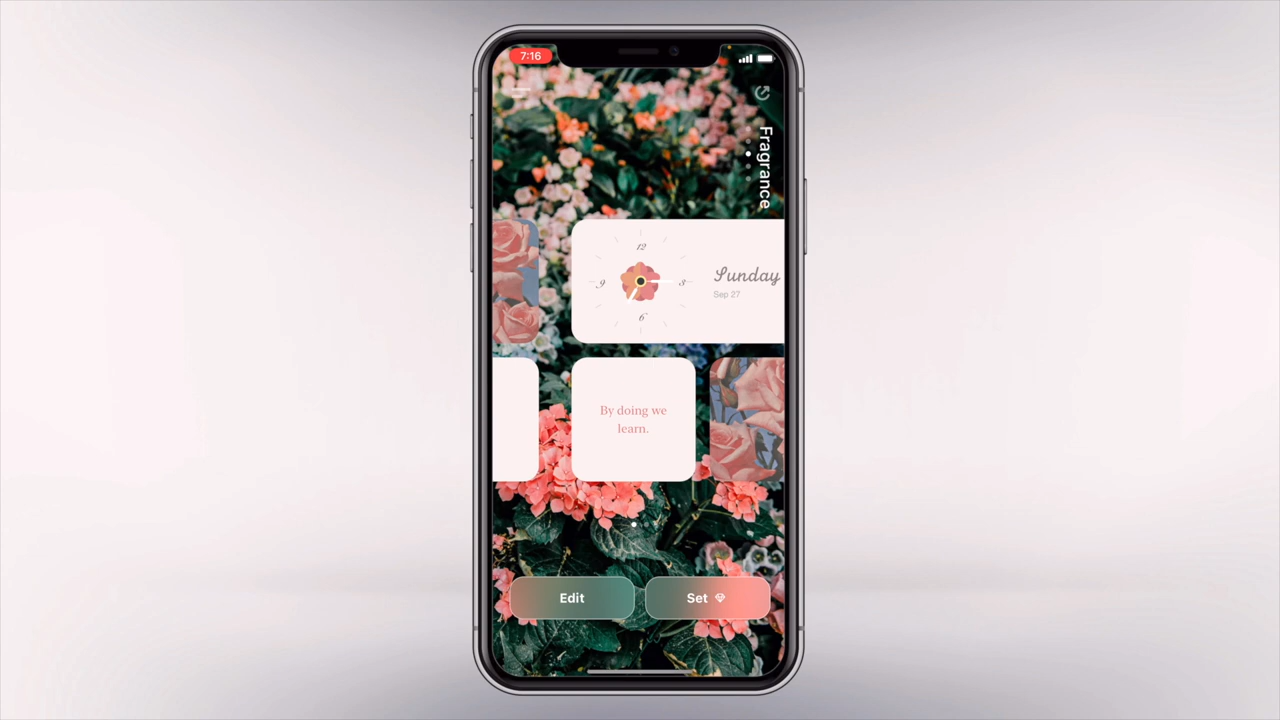 7:16
Fragrance
12
9
3
6
Sunday
Sep 27
By doing we
learn.
Edit
Set